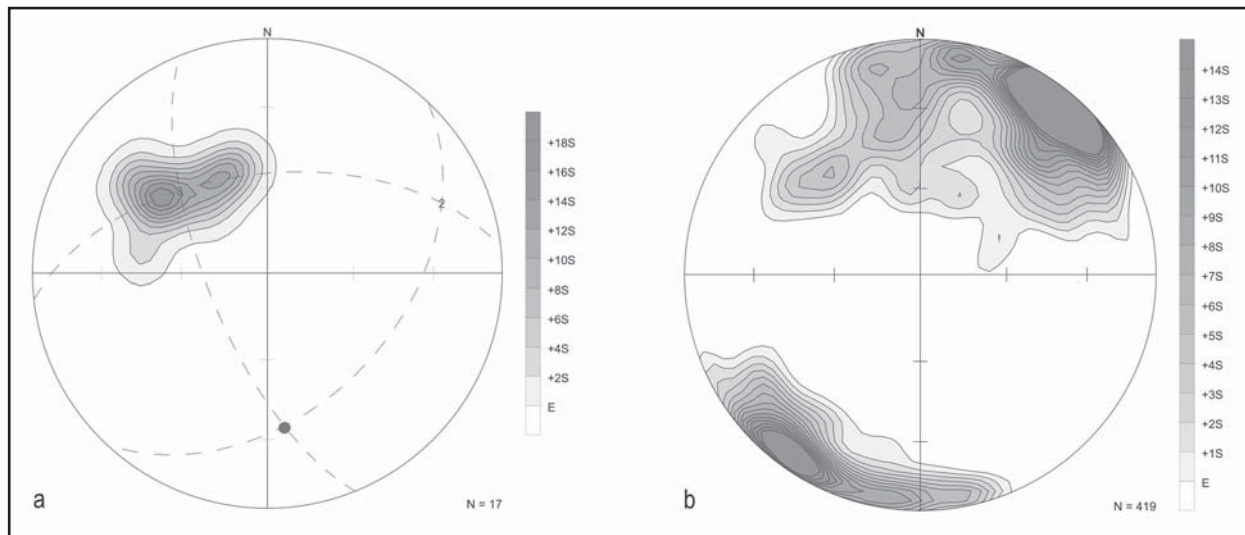 N
+18S
+16S
+14S
+12S
+10S
+8S
+6S
+4S
+2S
E
3
2
a
N = 17
N
+14S
+13S
+12S
+11S
+10S
+9S
+8S
+7S
+6S
+5S
+4S
+3S
+2S
+1S
E
b
N = 419